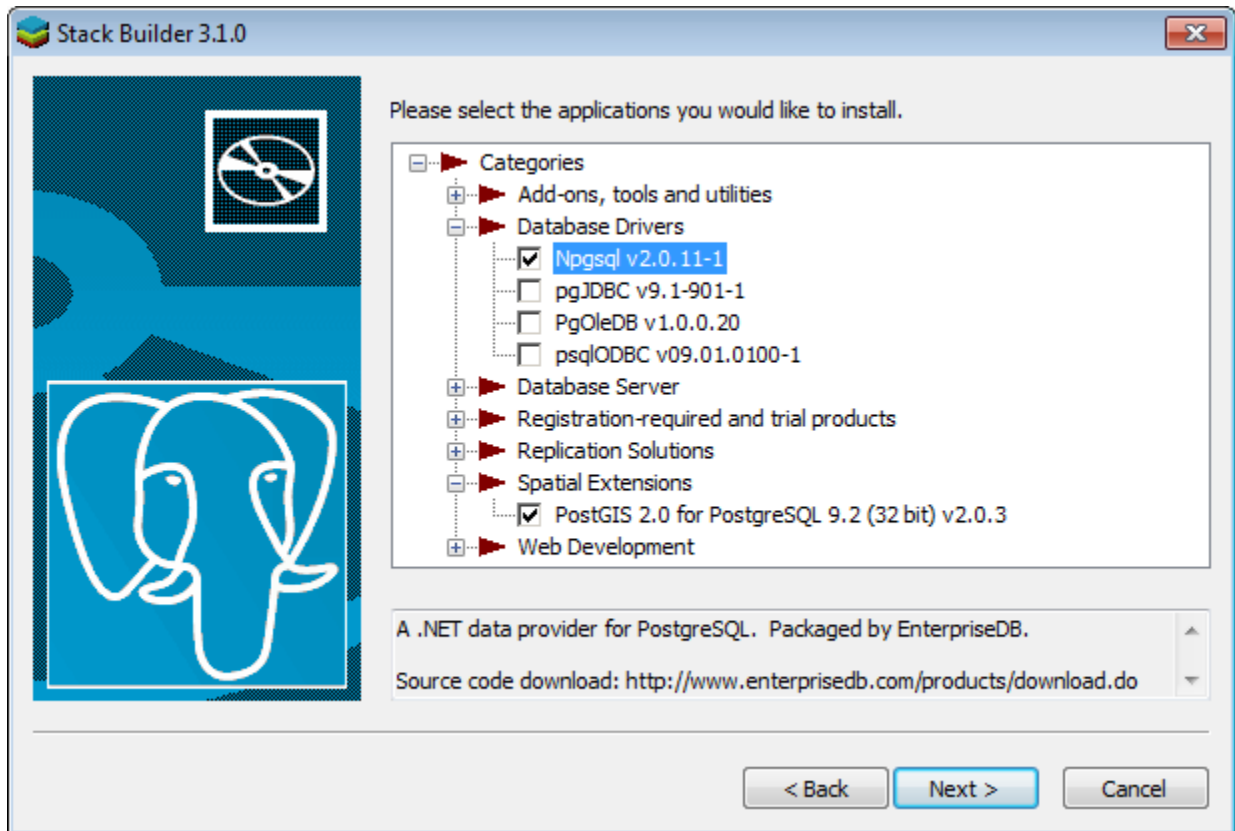 Stack Builder 3.1.0
Please select the applications you would like to install.
Categories
Add-ons, tools and utilities
Database Drivers
Npgsql v2.0.11-1
pgJDBC v9.1-901-1
PgOleDB v1.0.0.20
psqlODBC v09.01.0100-1
Database Server
Registration-required and trial products
Replication Solutions
Spatial Extensions
PostGIS 2.0 for PostgreSQL 9.2 (32 bit) v2.0.3
Web Development
A .NET data provider for PostgreSQL.  Packaged by EnterpriseDB.
Source code download: http://www.enterprisedb.com/products/download.do
< Back Next > Cancel